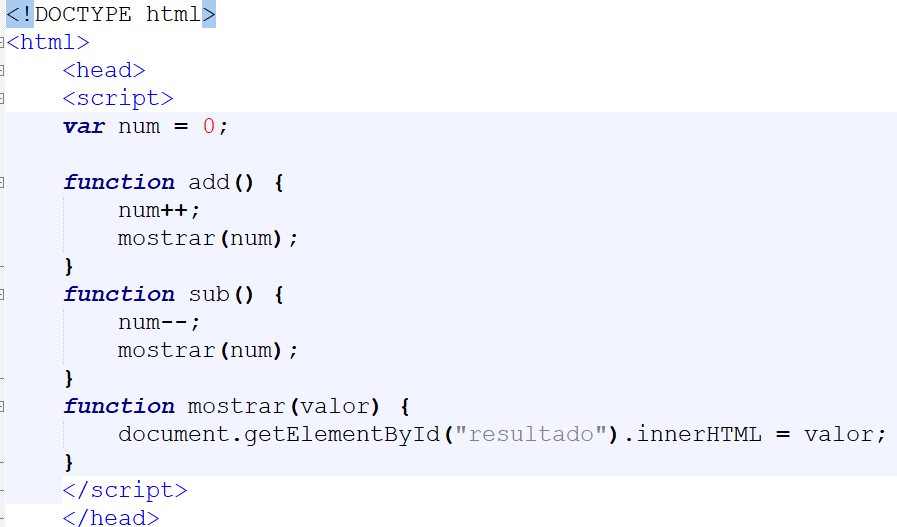 <!DOCTYPE html>
<html>
<head>
<script>
var num = 0;
function add() {
num++;
mostrar(num);
}
function sub() {
num--;
mostrar(num);
}
function mostrar(valor) {
document.getElementById("resultado").innerHTML = valor;
}
</script>
</head>